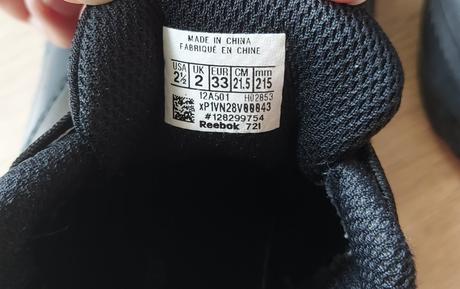 MADE IN CHINA
FABRIQUÉ EN CHINE
USA UK EUR CM mm
2½ 2 33 21.5 215
12A501 H02853
xP1VN28V00043
#128299754
Reebok 721